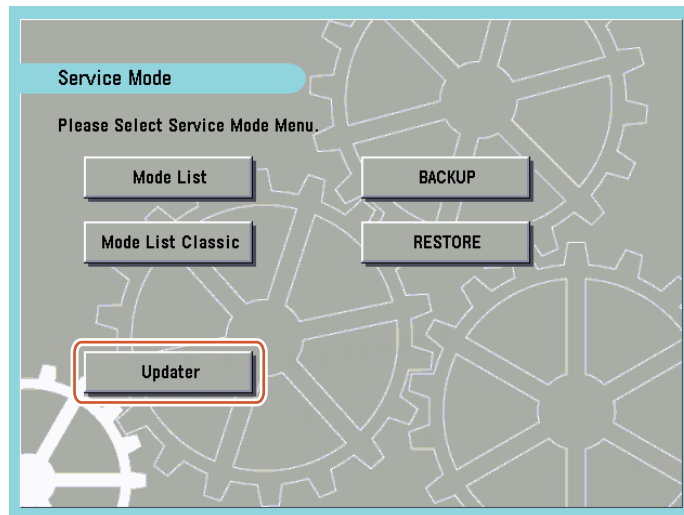 Service Mode
Please Select Service Mode Menu.
Mode List
BACKUP
Mode List Classic
RESTORE
Updater